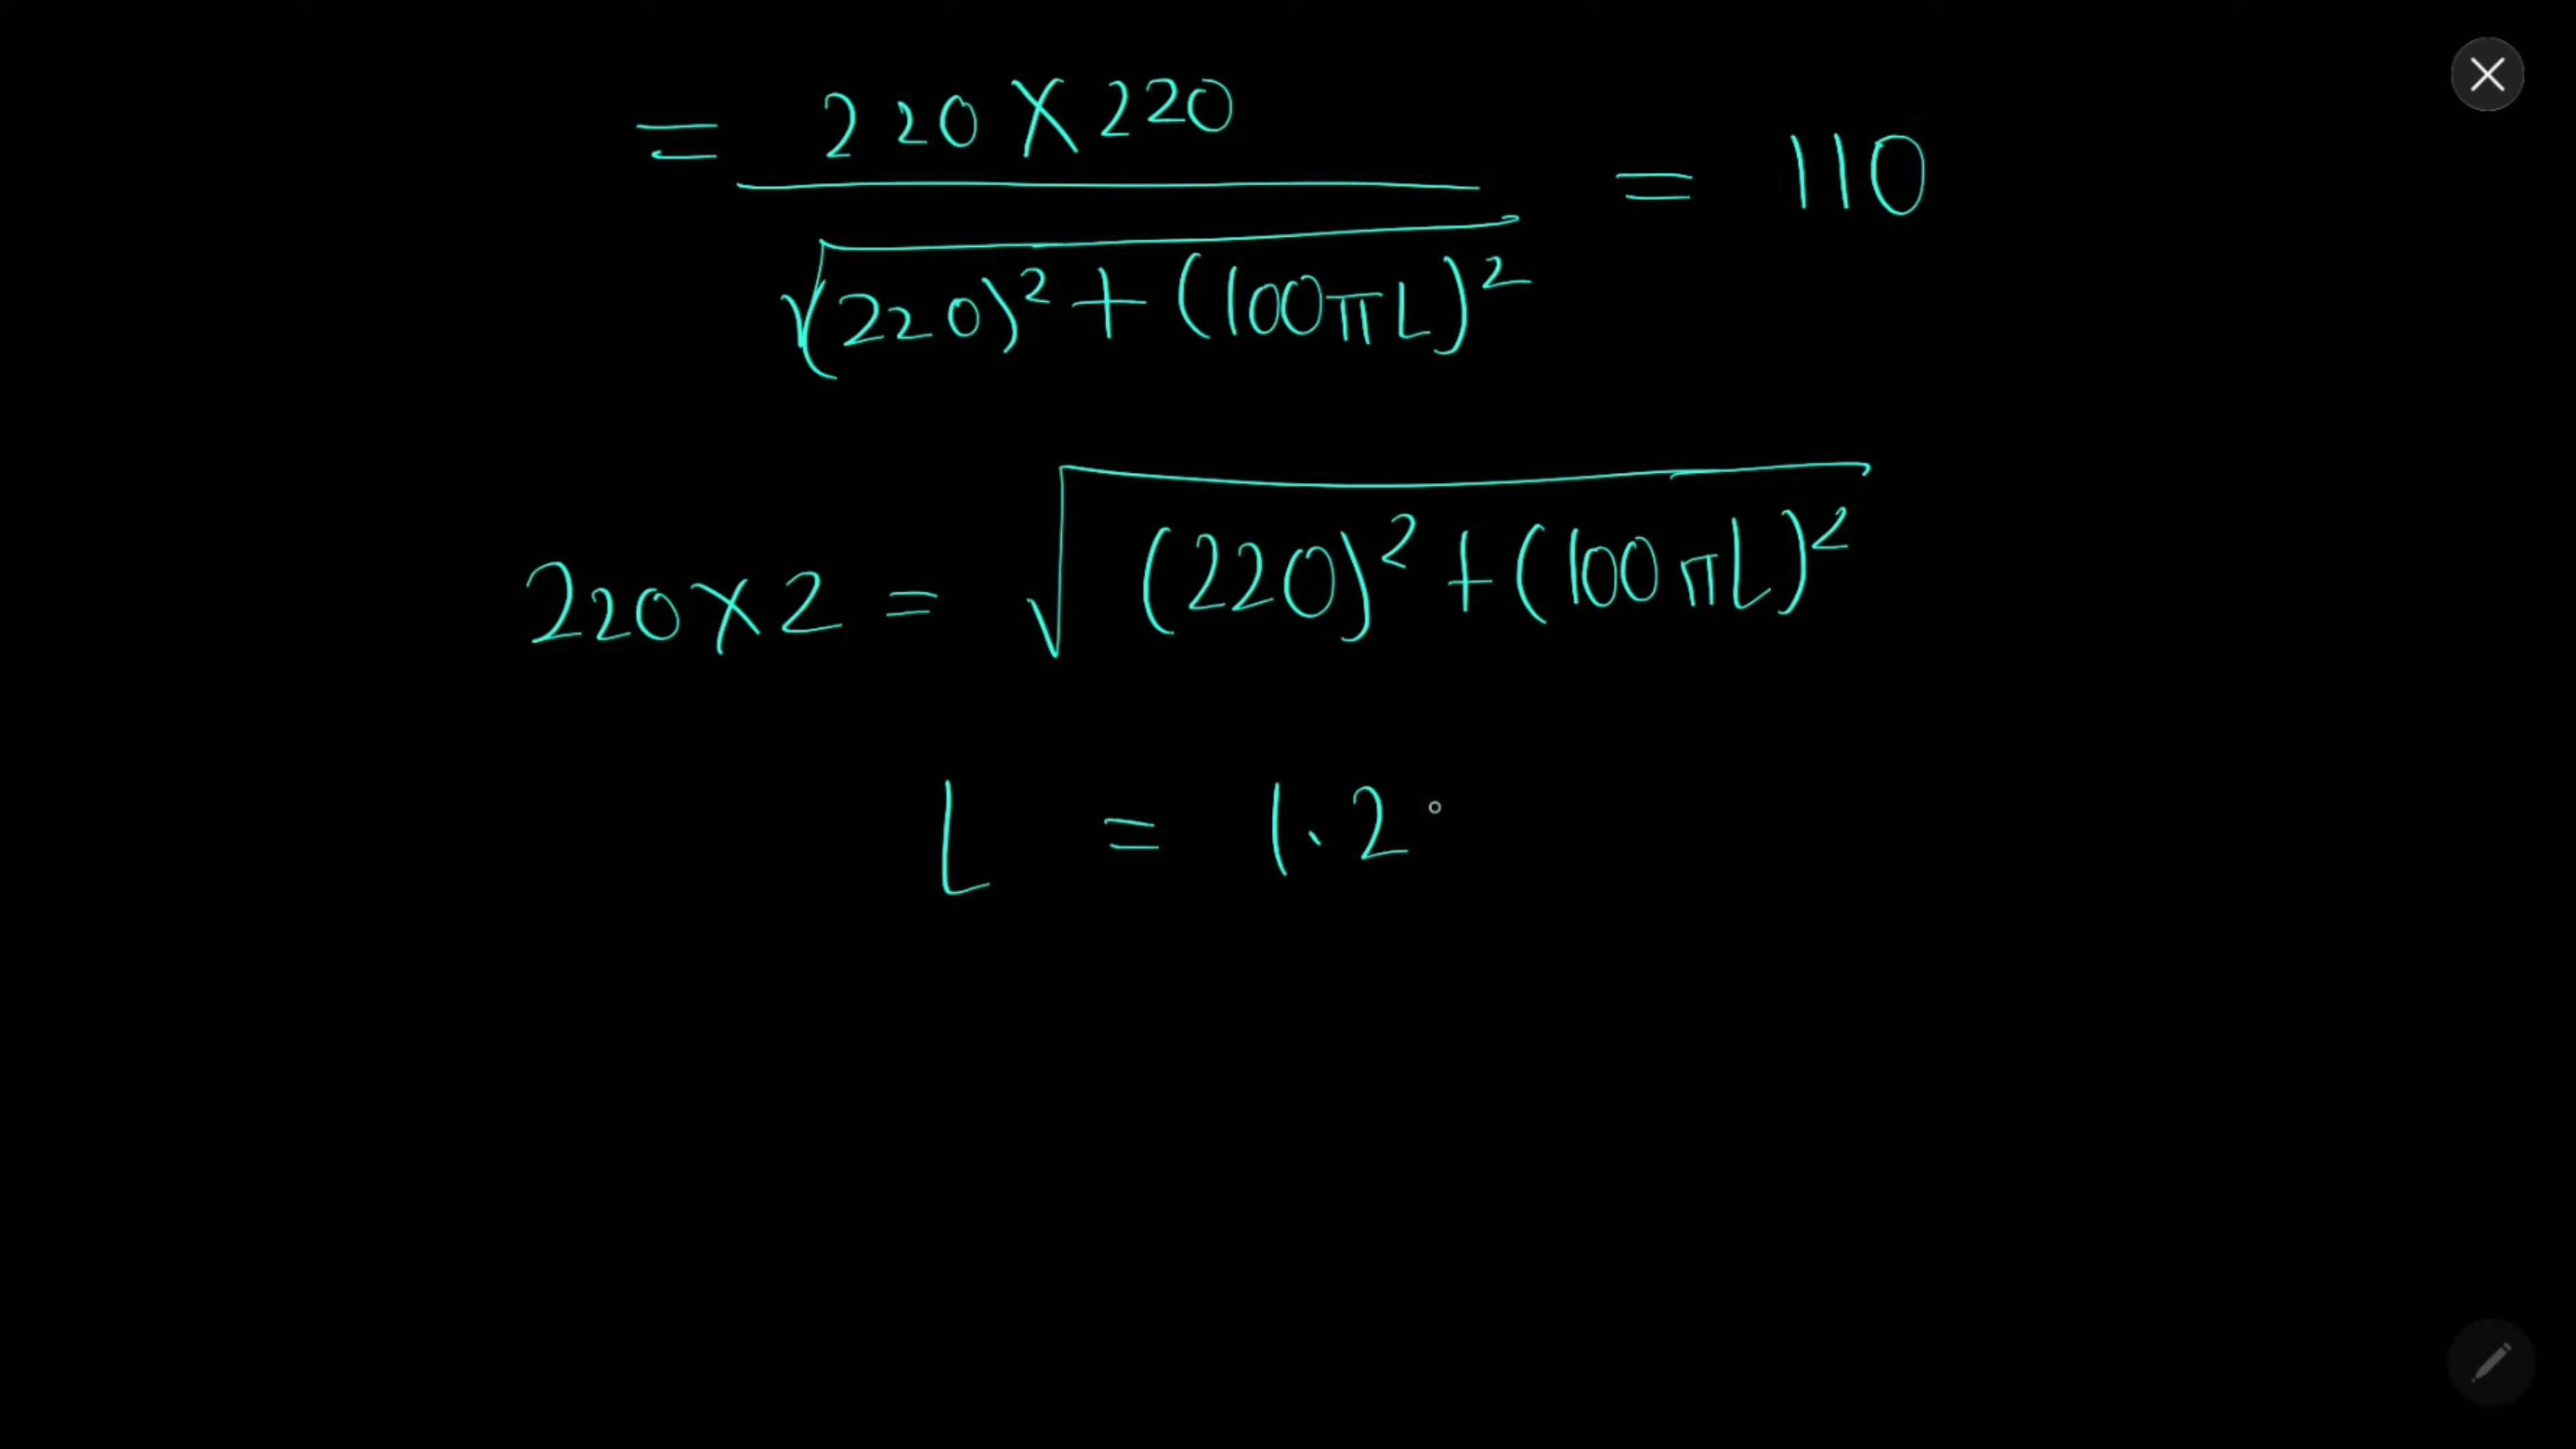 = 220 × 220 / √(220)² + (100πL)² = 110
220×2 = √(220)² + (100πL)²
L = 1.2